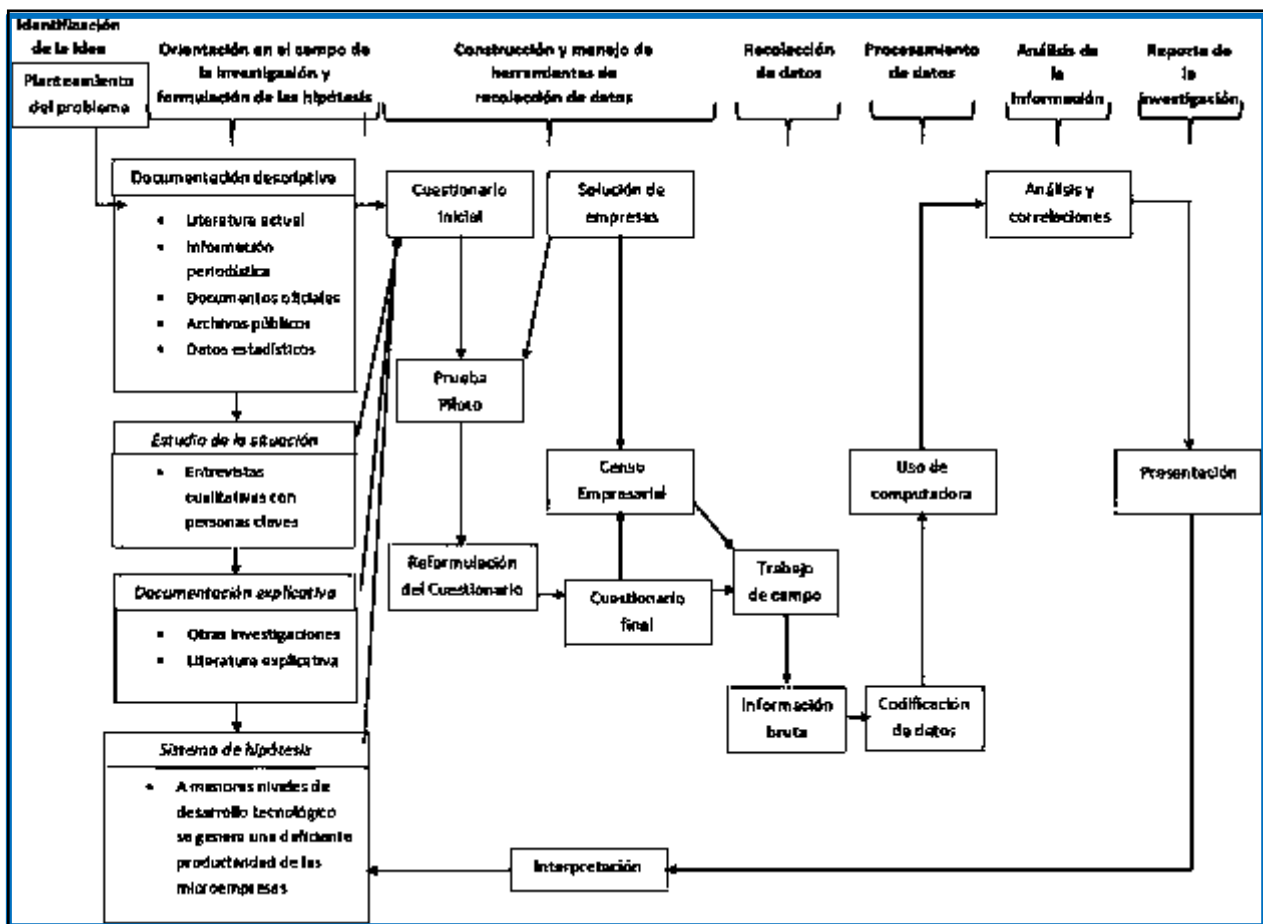 Identificación
de la idea
Planteamiento
del problema
Orientación en el campo de
la investigación y
formulación de las hipótesis
Construcción y manejo de
herramientas de
recolección de datos
Recolección
de datos
Procesamiento
de datos
Análisis de
la
información
Reporte de
la
investigación
Documentación descriptiva
• Literatura actual
• Información
periodística
• Documentos oficiales
• Archivos públicos
• Datos estadísticos
Estudio de la situación
• Entrevistas
cualitativas con
personas claves
Documentación explicativa
• Otras investigaciones
• Literatura explicativa
Sistema de hipótesis
• A menores niveles de
desarrollo tecnológico
se genera una deficiente
productividad de las
microempresas
Cuestionario
Inicial
Solución de
empresas
Prueba
Piloto
Censo
Empresarial
Reformulación
del Cuestionario
Cuestionario
final
Trabajo
de campo
Información
bruta
Codificación
de datos
Uso de
computadora
Análisis y
correlaciones
Presentación
Interpretación